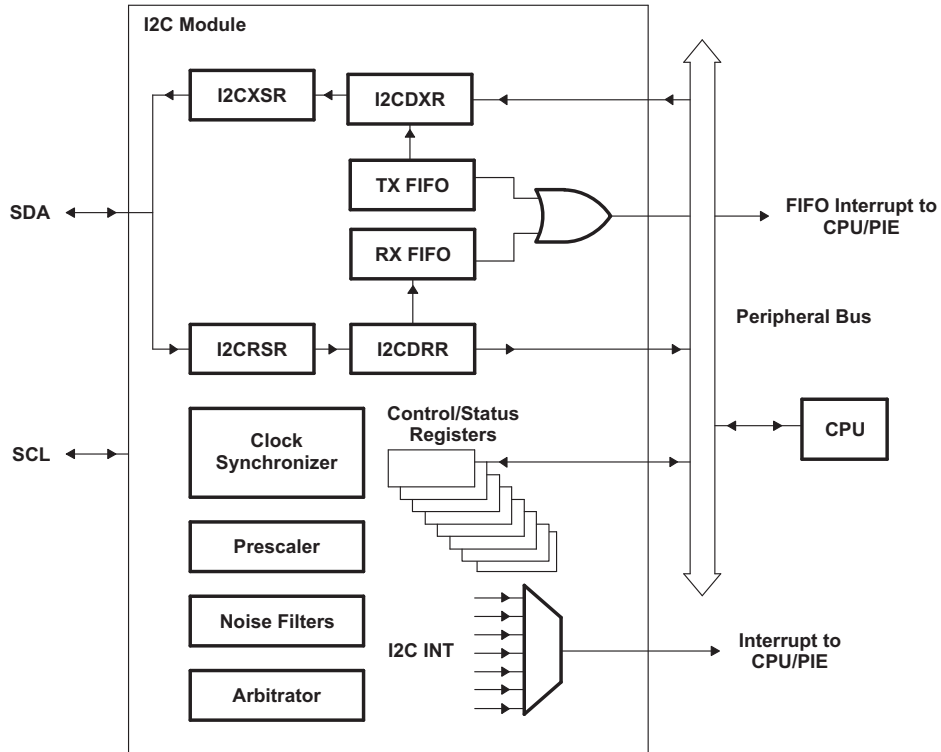 I2C Module
I2CXSR
I2CDXR
TX FIFO
SDA
FIFO Interrupt to
CPU/PIE
RX FIFO
Peripheral Bus
I2CRSR
I2CDRR
Control/Status
Registers
CPU
SCL
Clock
Synchronizer
Prescaler
Noise Filters
I2C INT
Interrupt to
CPU/PIE
Arbitrator